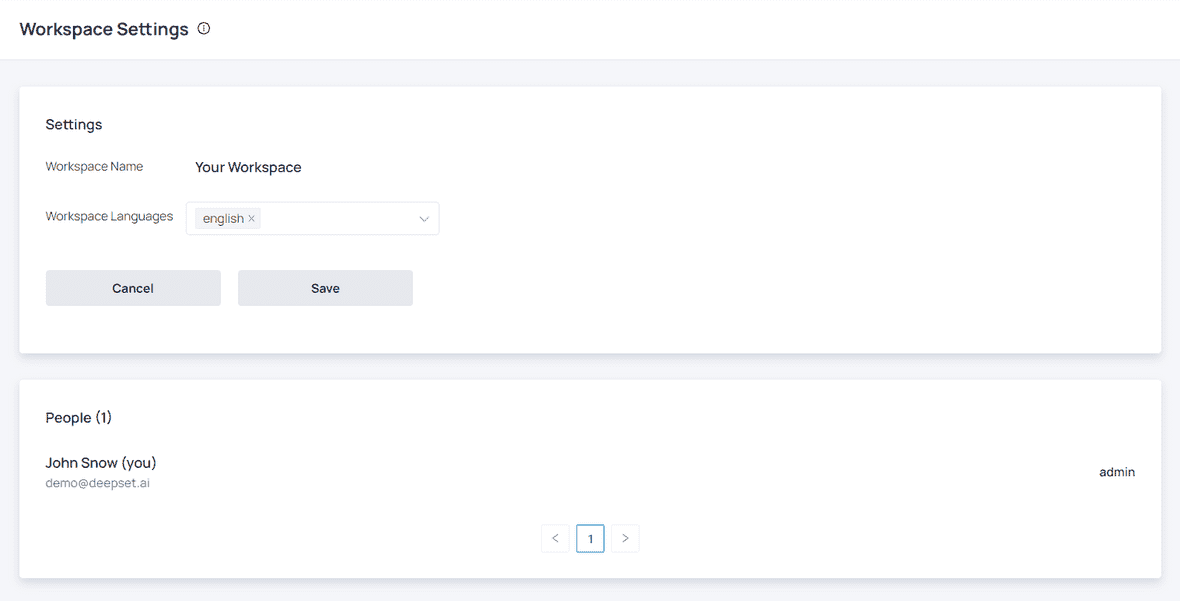 Workspace Settings
Settings
Workspace Name Your Workspace
Workspace Languages english ×
Cancel Save
People (1)
John Snow (you)
demo@deepset.ai
admin
< 1 >